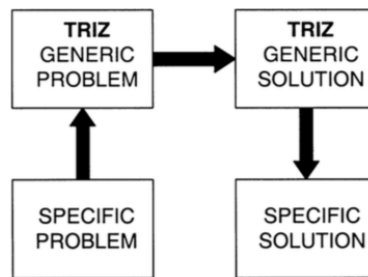 TRIZ
GENERIC
PROBLEM
TRIZ
GENERIC
SOLUTION
SPECIFIC
PROBLEM
SPECIFIC
SOLUTION